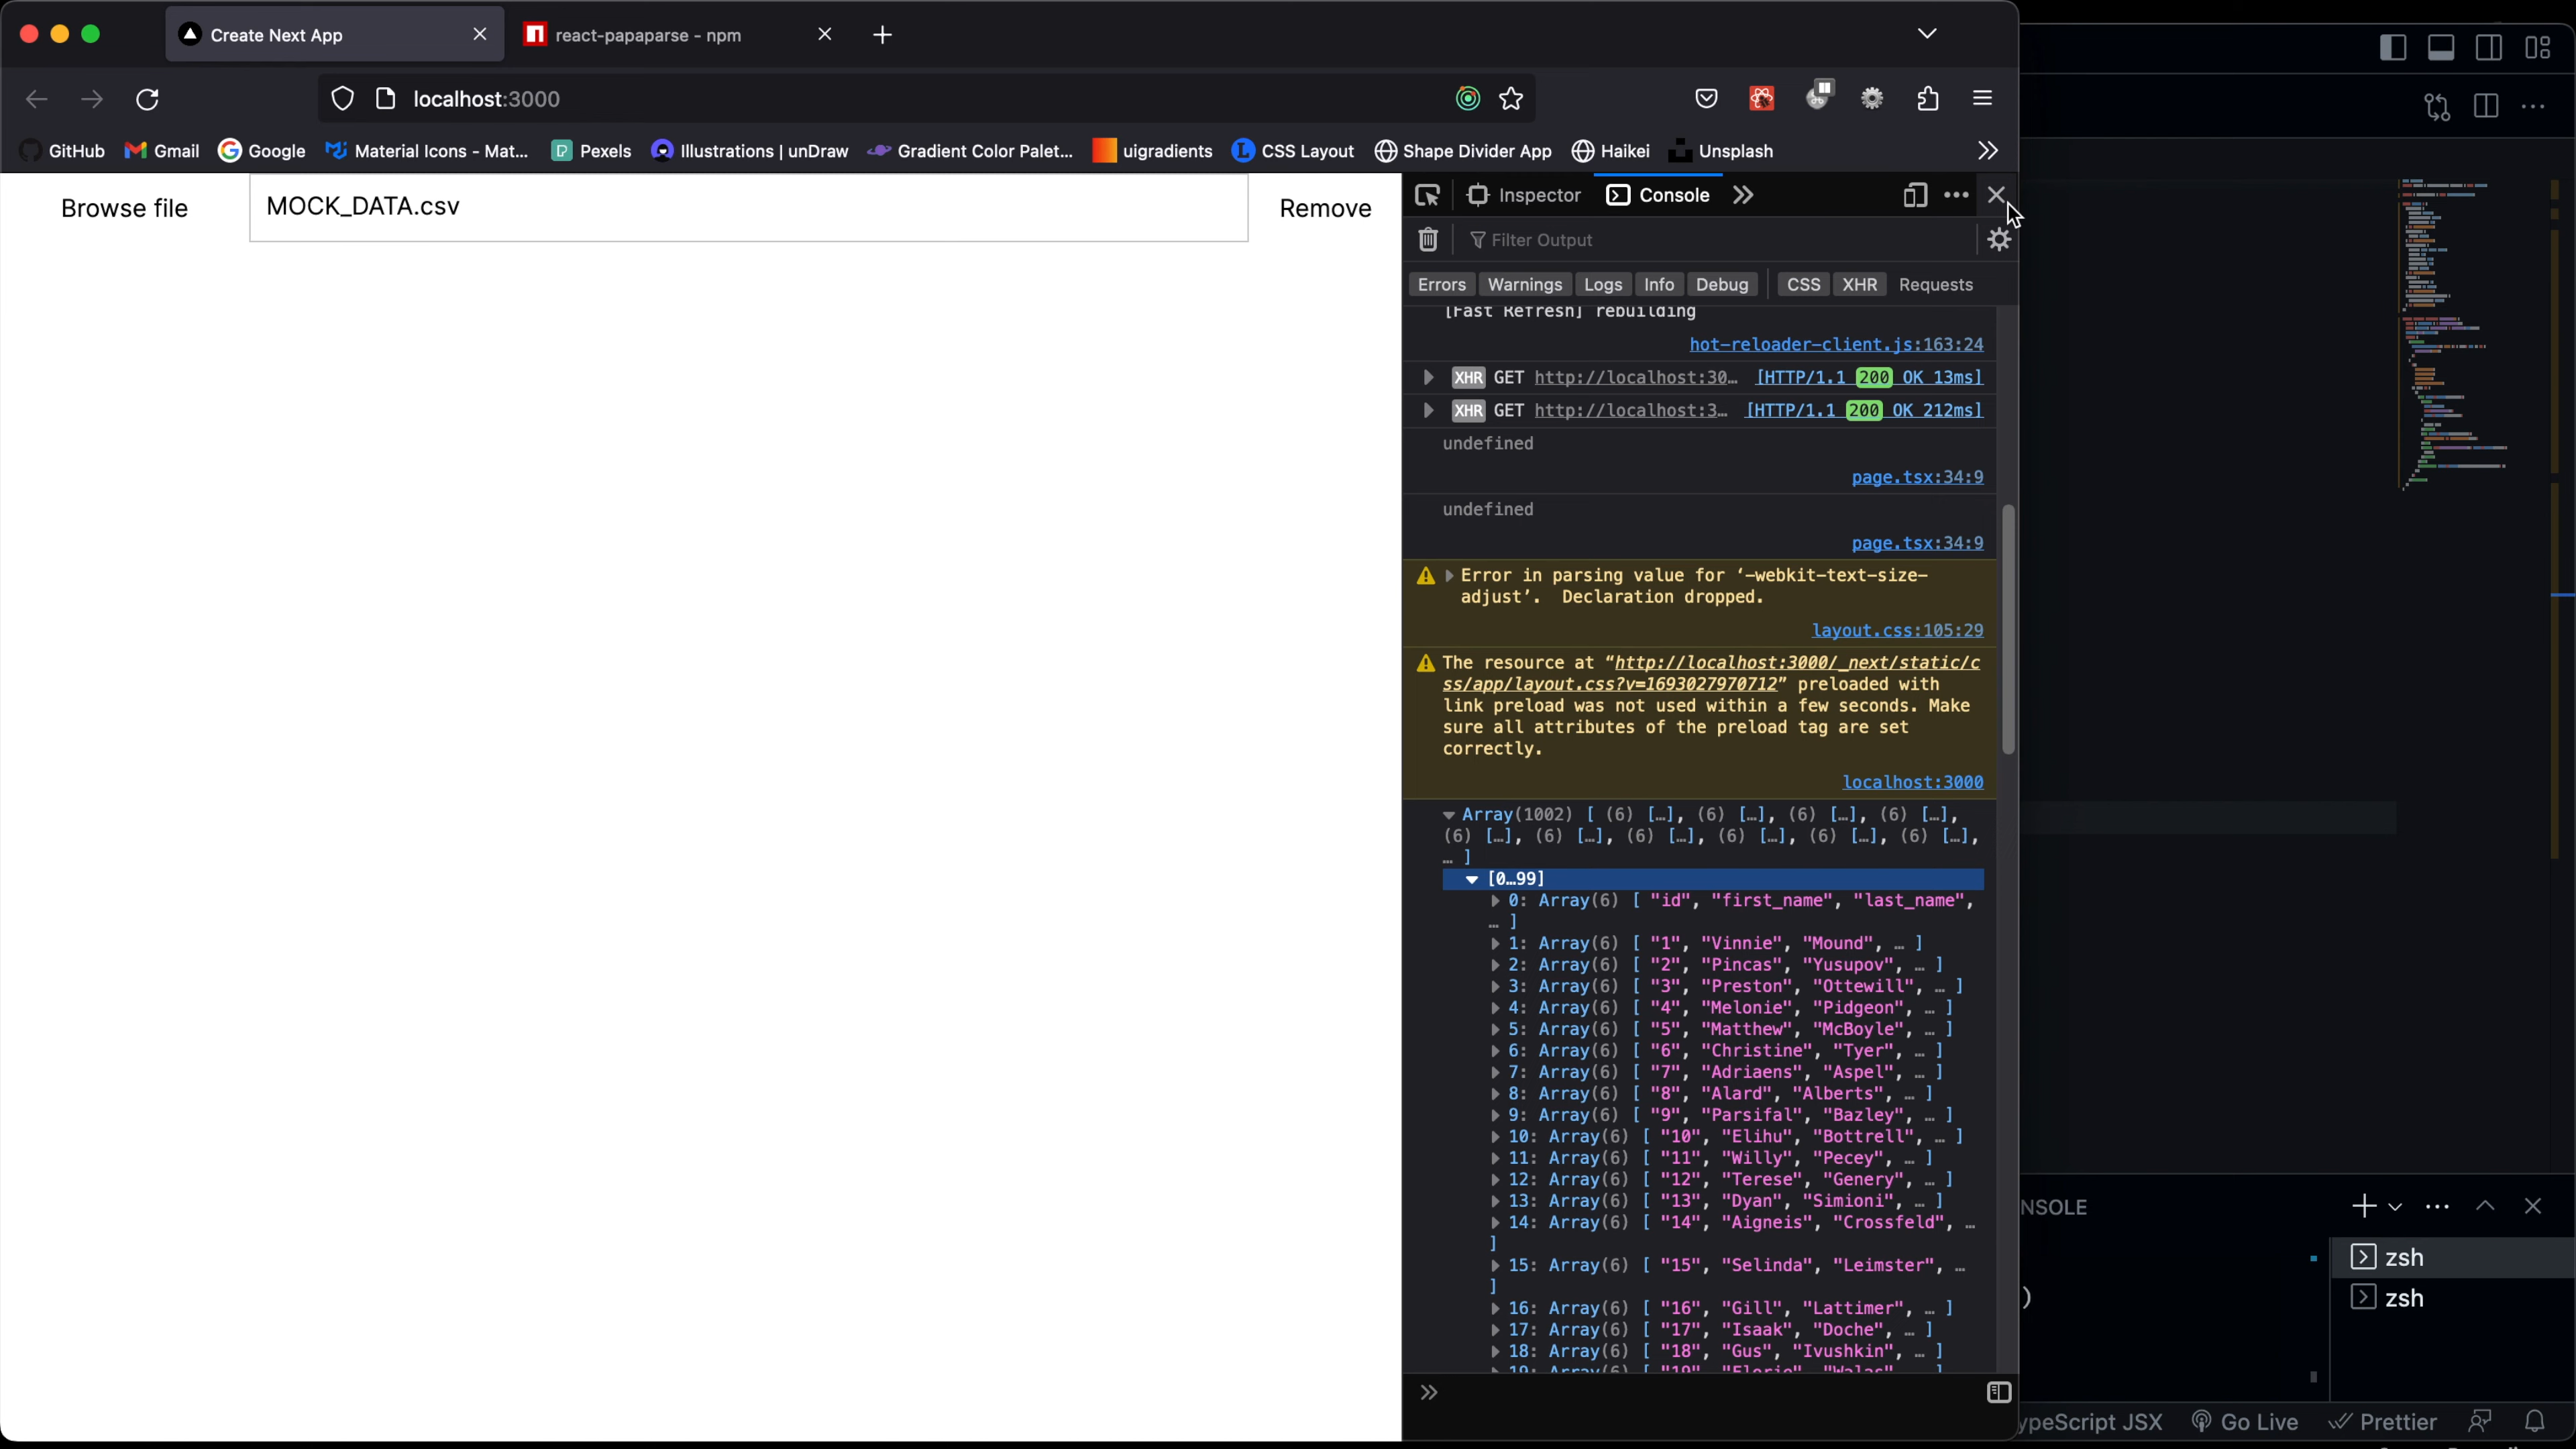 Create Next App
react-papaparse - npm
localhost:3000
GitHub
Gmail
Google
Material Icons - Mat...
Pexels
Illustrations | unDraw
Gradient Color Palet...
uigradients
CSS Layout
Shape Divider App
Haikei
Unsplash
Browse file
MOCK_DATA.csv
Remove
Inspector
Console
Filter Output
Errors
Warnings
Logs
Info
Debug
CSS
XHR
Requests
[Fast Refresh] rebuilding
hot-reloader-client.js:163:24
XHR GET http://localhost:30… [HTTP/1.1 200 OK 13ms]
XHR GET http://localhost:3… [HTTP/1.1 200 OK 212ms]
undefined
page.tsx:34:9
undefined
page.tsx:34:9
Error in parsing value for ‘-webkit-text-size-
adjust’.  Declaration dropped.
layout.css:105:29
The resource at “http://localhost:3000/_next/static/c
ss/app/layout.css?v=1693027970712” preloaded with
link preload was not used within a few seconds. Make
sure all attributes of the preload tag are set
correctly.
localhost:3000
Array(1002) [ (6) […], (6) […], (6) […], (6) […],
(6) […], (6) […], (6) […], (6) […], (6) […], (6) […],
… ]
[0…99]
0: Array(6) [ "id", "first_name", "last_name",
… ]
1: Array(6) [ "1", "Vinnie", "Mound", … ]
2: Array(6) [ "2", "Pincas", "Yusupov", … ]
3: Array(6) [ "3", "Preston", "Ottewill", … ]
4: Array(6) [ "4", "Melonie", "Pidgeon", … ]
5: Array(6) [ "5", "Matthew", "McBoyle", … ]
6: Array(6) [ "6", "Christine", "Tyer", … ]
7: Array(6) [ "7", "Adriaens", "Aspel", … ]
8: Array(6) [ "8", "Alard", "Alberts", … ]
9: Array(6) [ "9", "Parsifal", "Bazley", … ]
10: Array(6) [ "10", "Elihu", "Bottrell", … ]
11: Array(6) [ "11", "Willy", "Pecey", … ]
12: Array(6) [ "12", "Terese", "Genery", … ]
13: Array(6) [ "13", "Dyan", "Simioni", … ]
14: Array(6) [ "14", "Aigneis", "Crossfeld", …
]
15: Array(6) [ "15", "Selinda", "Leimster", …
]
16: Array(6) [ "16", "Gill", "Lattimer", … ]
17: Array(6) [ "17", "Isaak", "Doche", … ]
18: Array(6) [ "18", "Gus", "Ivushkin", … ]
NSOLE
zsh
)
zsh
ypeScript JSX
Go Live
Prettier